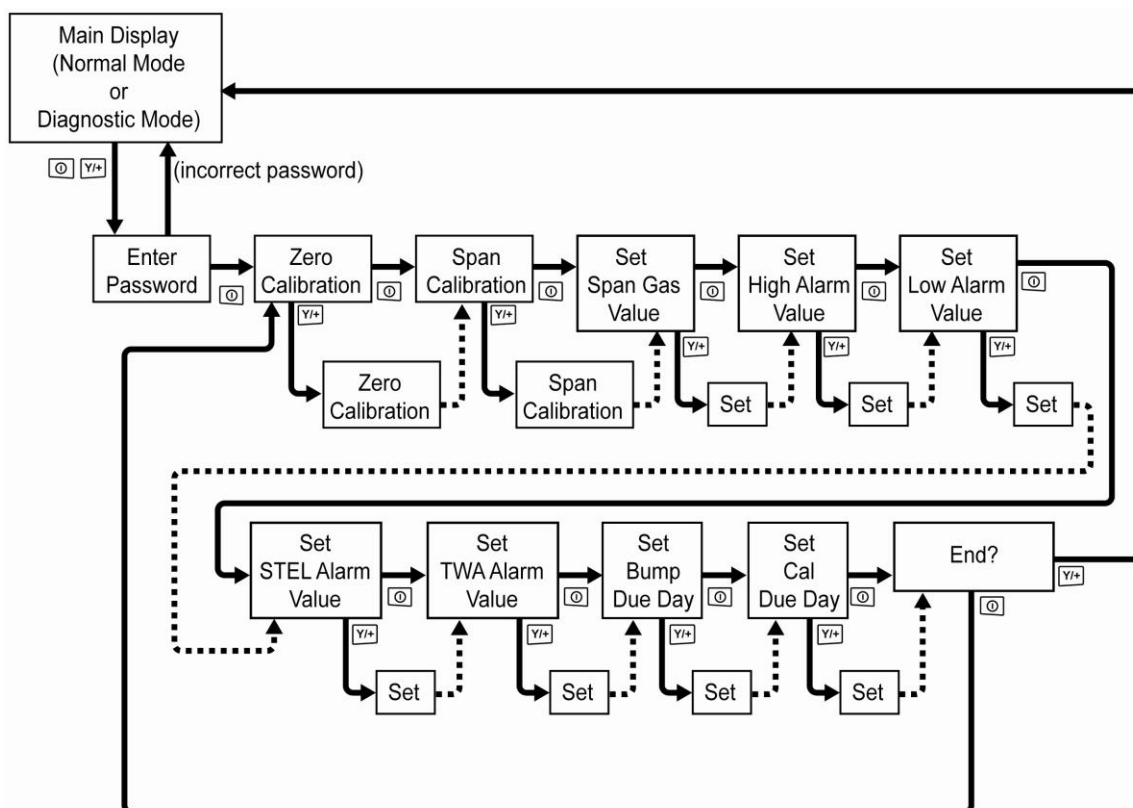 Main Display
(Normal Mode
or
Diagnostic Mode)
Y/+
(incorrect password)
Enter
Password
Zero
Calibration
Span
Calibration
Set
Span Gas
Value
Set
High Alarm
Value
Set
Low Alarm
Value
Y/+
Y/+
Y/+
Y/+
Y/+
Zero
Calibration
Span
Calibration
Set
Set
Set
Set
STEL Alarm
Value
Set
TWA Alarm
Value
Set
Bump
Due Day
Set
Cal
Due Day
End?
Y/+
Y/+
Y/+
Y/+
Y/+
Set
Set
Set
Set